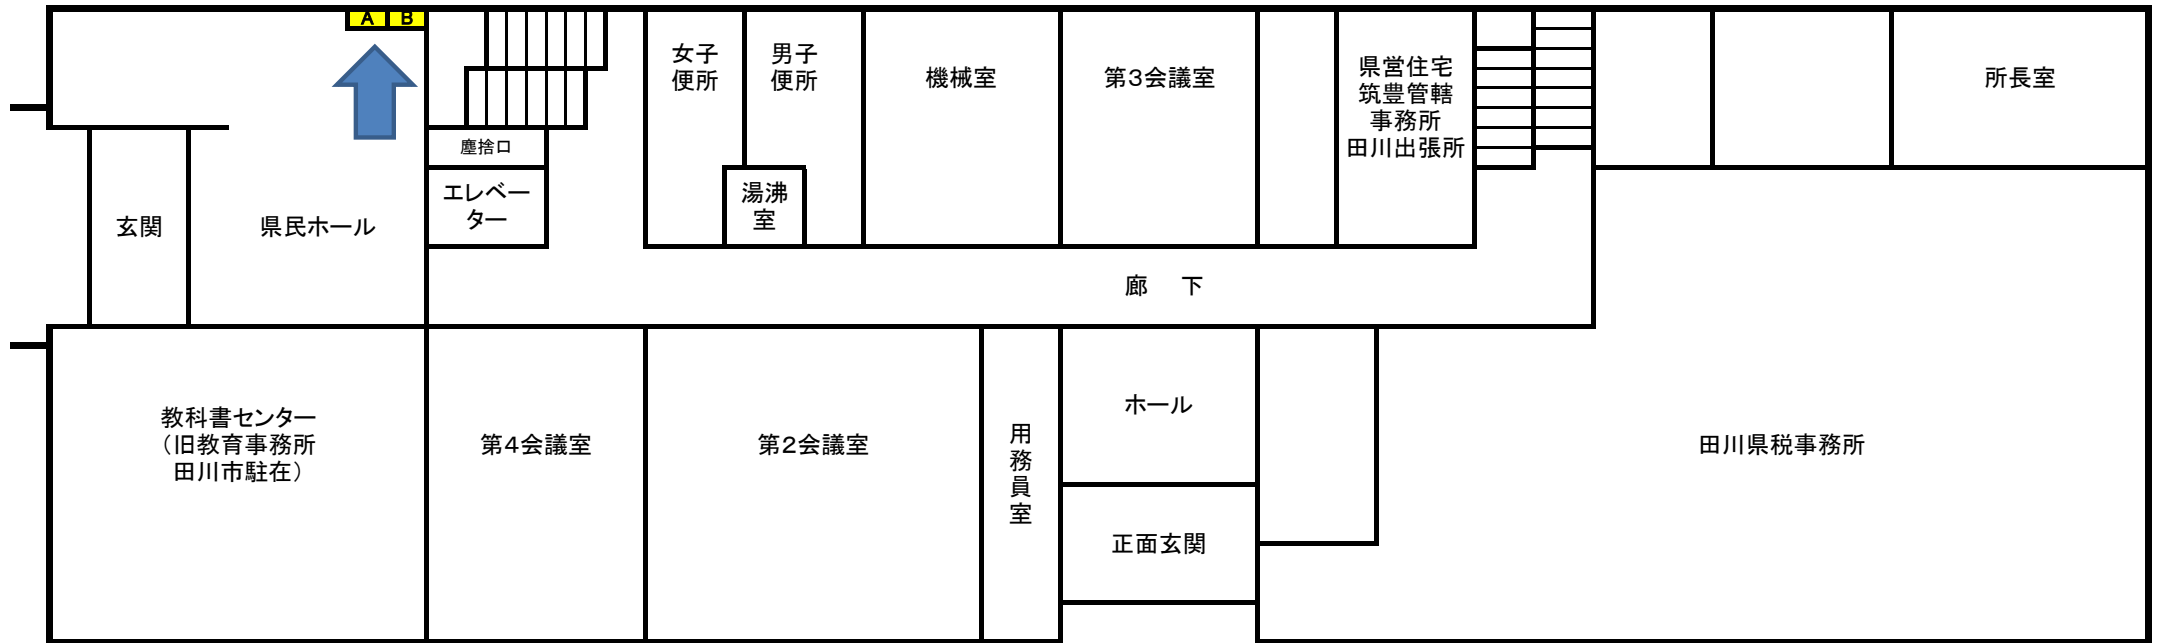 A B
女子
便所
男子
便所
機械室
第3会議室
県営住宅
筑豊管轄
事務所
田川出張所
所長室
塵捨口
エレベー
ター
湯沸
室
玄関
県民ホール
廊 下
教科書センター
(旧教育事務所
田川市駐在)
第4会議室
第2会議室
用
務
員
室
ホール
正面玄関
田川県税事務所